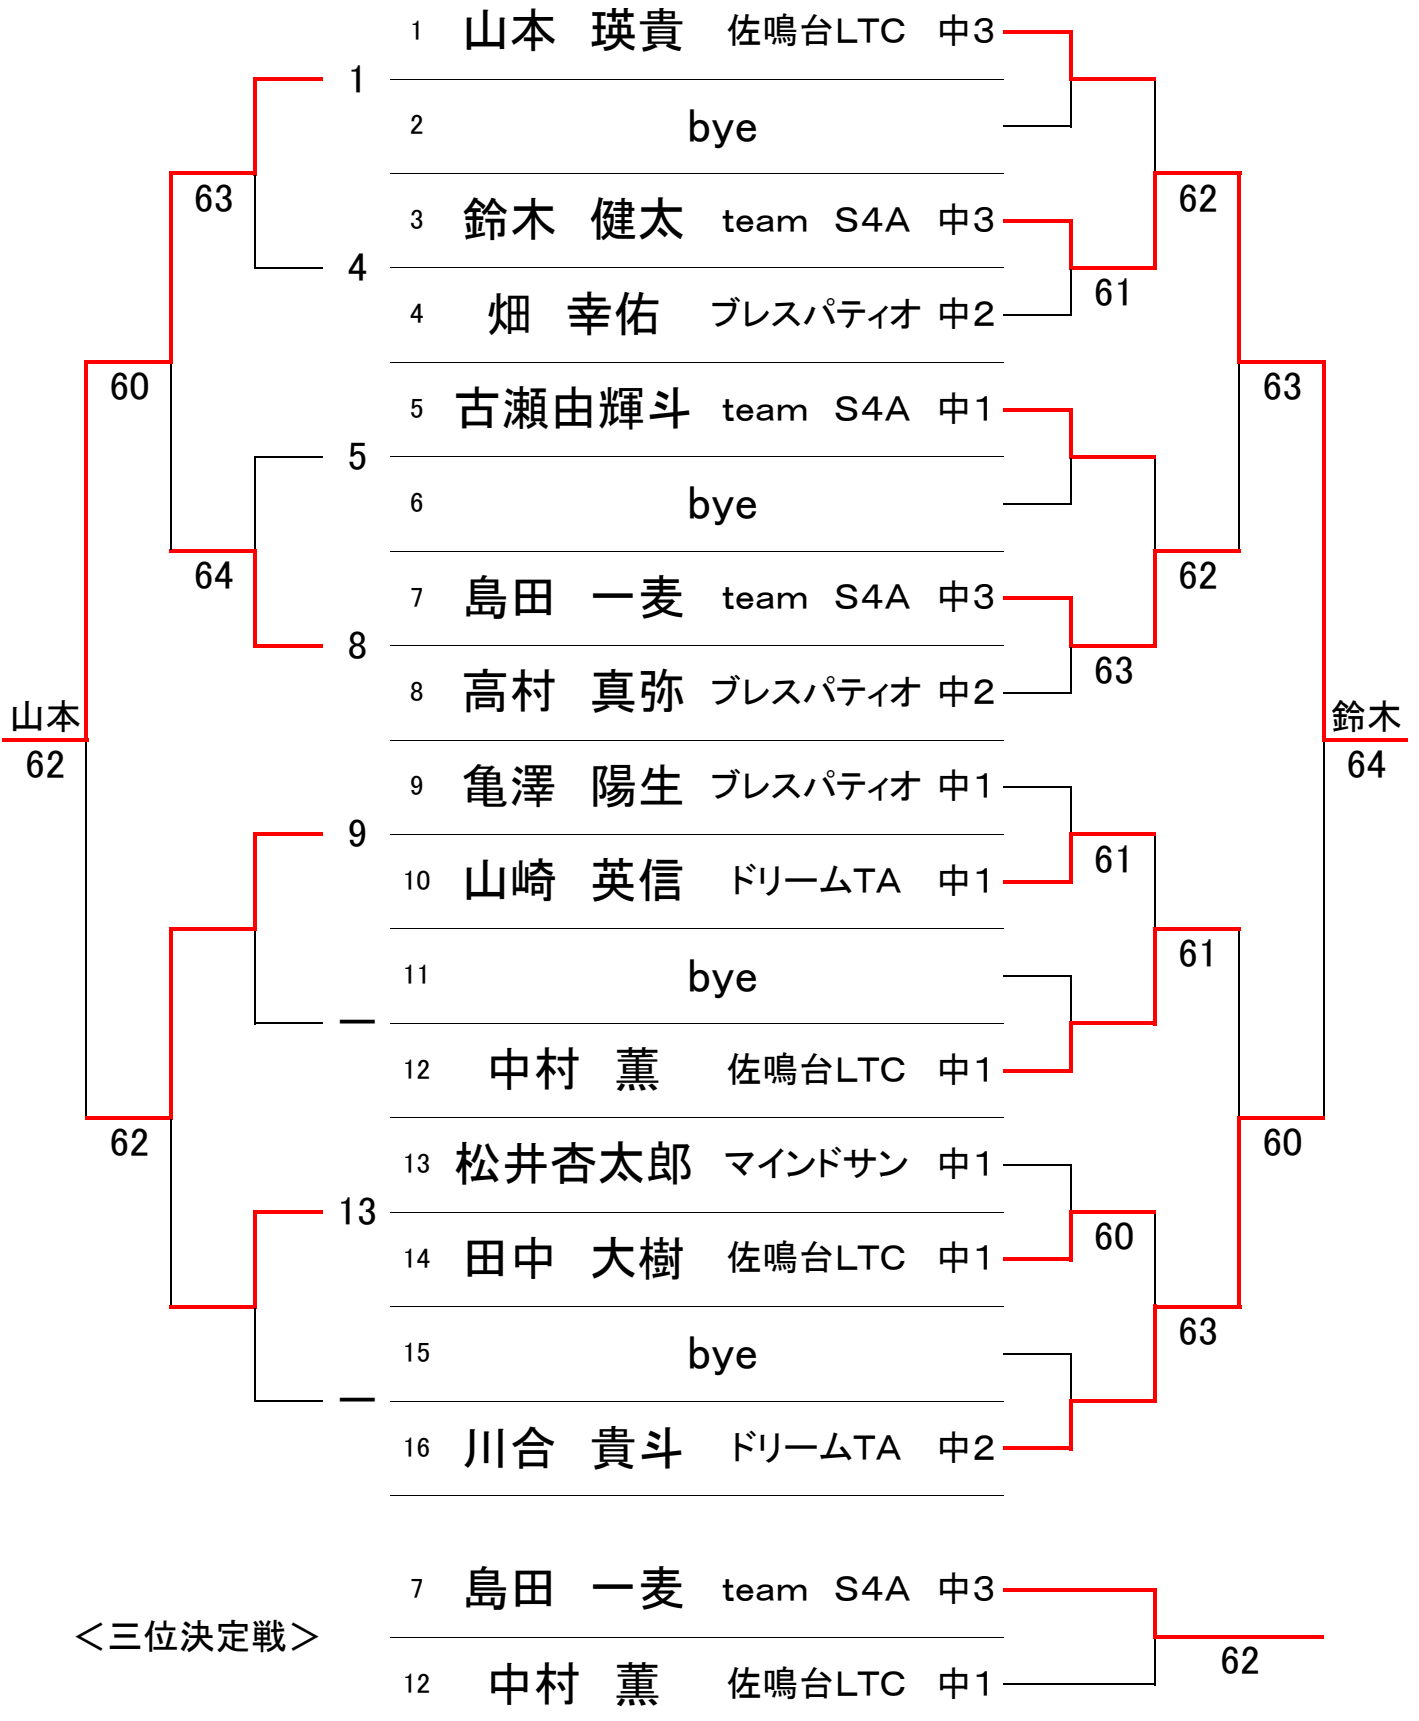 1 山本 瑛貴 佐鳴台LTC 中3
1
2 bye
63 62
3 鈴木 健太 team S4A 中3
4
61
4 畑 幸佑 ブレスパティオ 中2
60 63
5 古瀬由輝斗 team S4A 中1
5
6 bye
64 62
7 島田 一麦 team S4A 中3
8
63
8 高村 真弥 ブレスパティオ 中2
山本 鈴木
62 64
9 亀澤 陽生 ブレスパティオ 中1
9
61
10 山崎 英信 ドリームTA 中1
61
11 bye
ー
12 中村 薫 佐鳴台LTC 中1
62 60
13 松井杏太郎 マインドサン 中1
13
60
14 田中 大樹 佐鳴台LTC 中1
63
15 bye
ー
16 川合 貴斗 ドリームTA 中2
7 島田 一麦 team S4A 中3
＜三位決定戦＞
62
12 中村 薫 佐鳴台LTC 中1